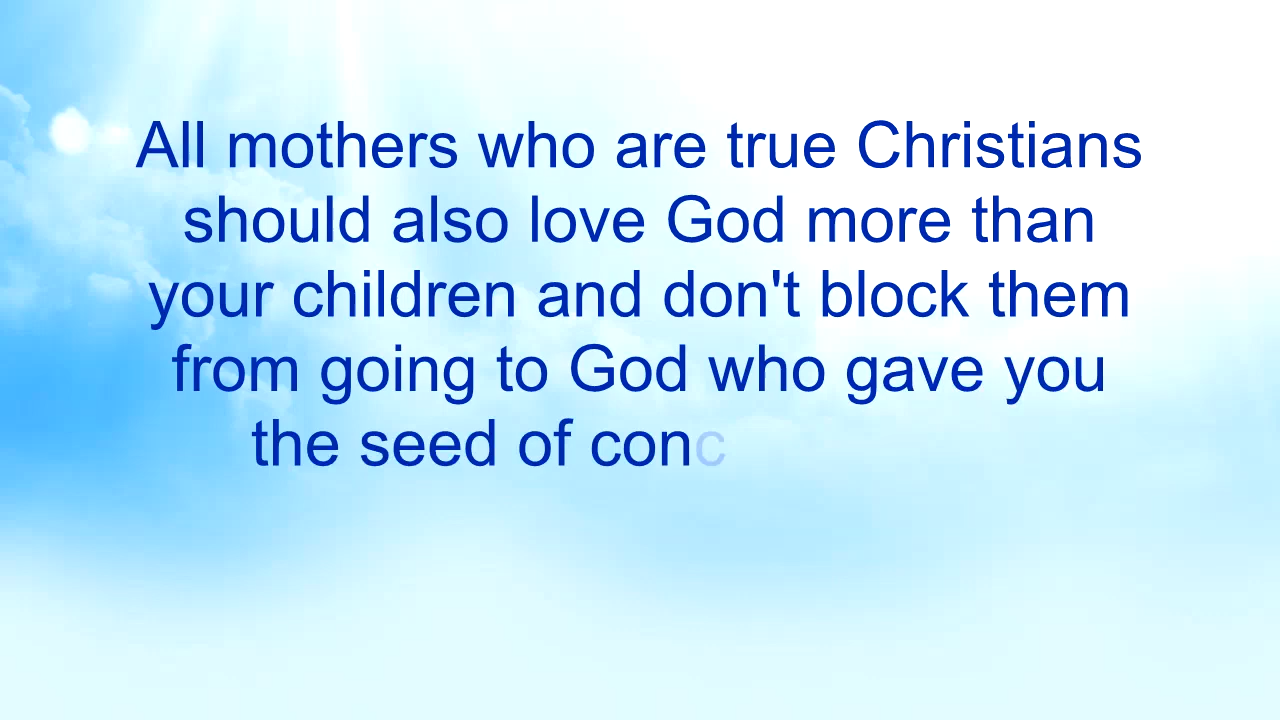 All mothers who are true Christians
should also love God more than
your children and don't block them
from going to God who gave you
the seed of conc